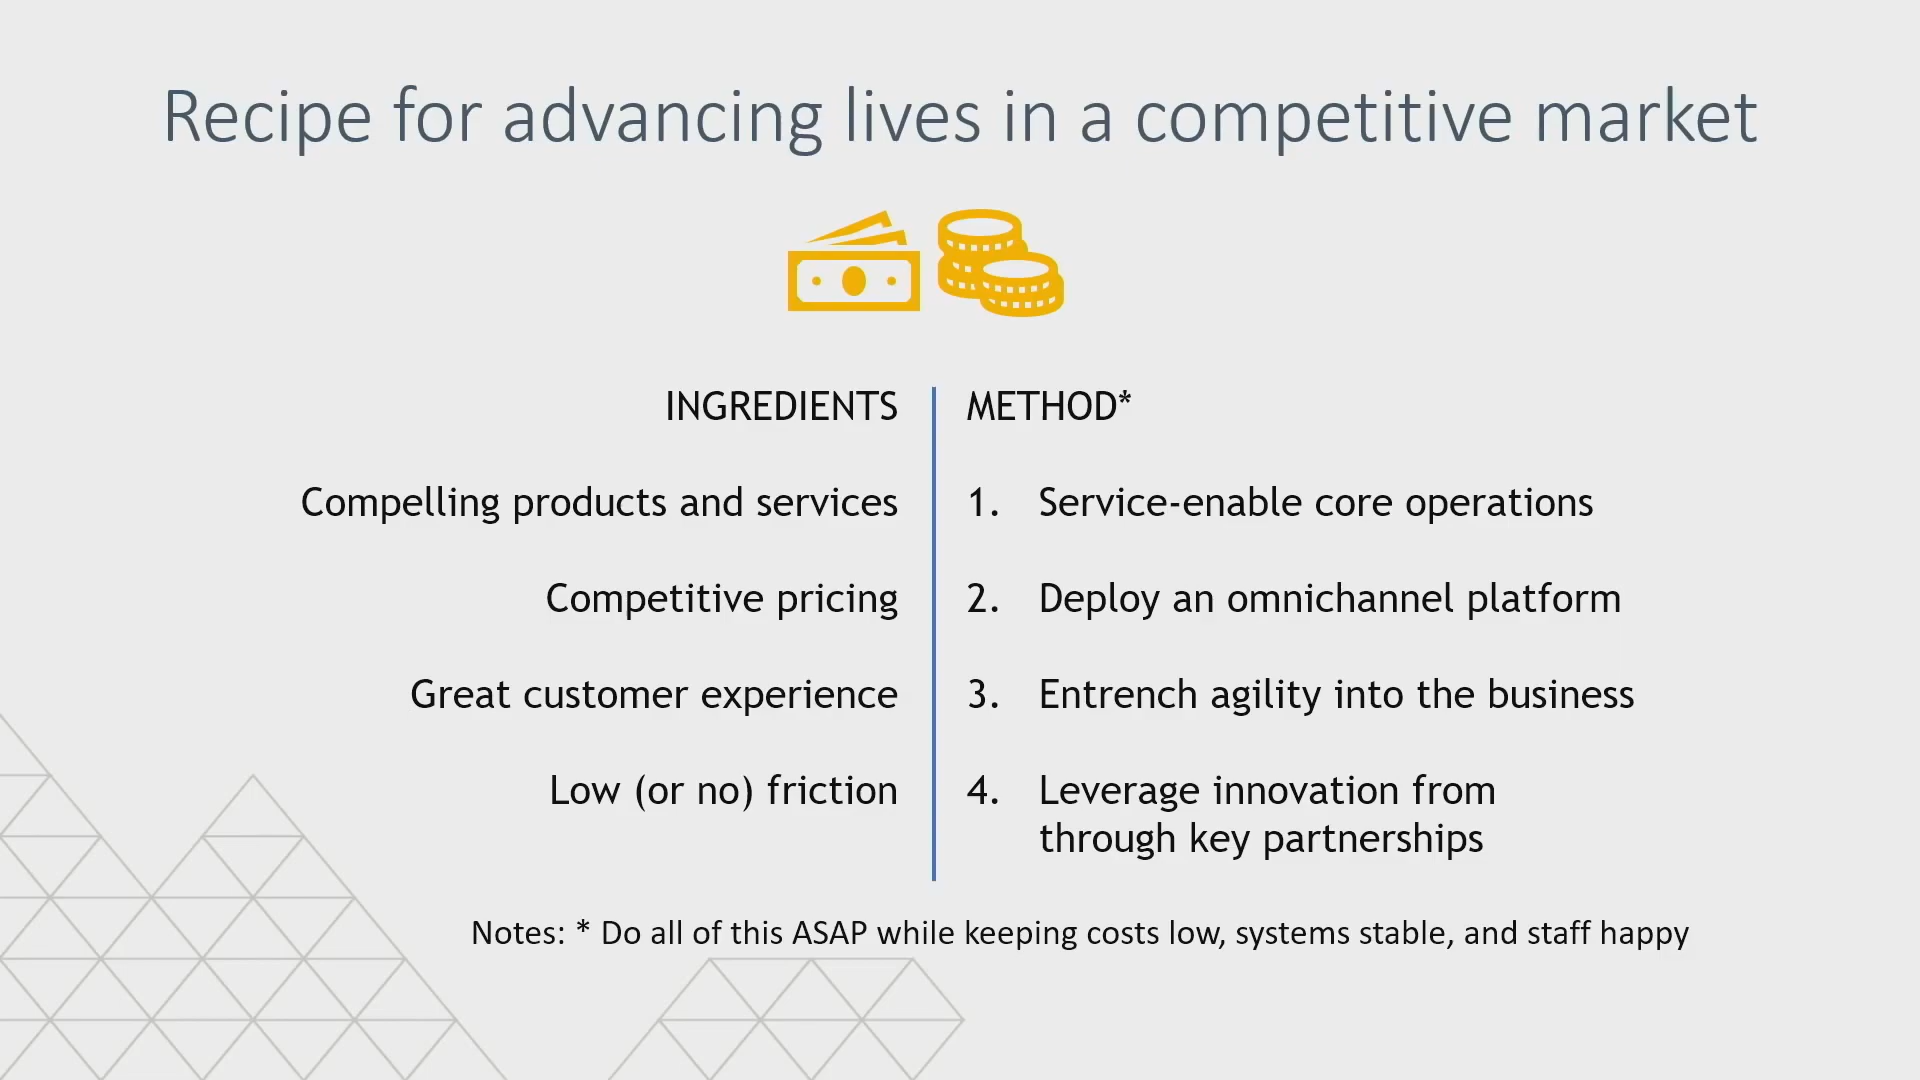 Recipe for advancing lives in a competitive market
INGREDIENTS
Compelling products and services
Competitive pricing
Great customer experience
Low (or no) friction
METHOD*
1. Service-enable core operations
2. Deploy an omnichannel platform
3. Entrench agility into the business
4. Leverage innovation from
through key partnerships
Notes: * Do all of this ASAP while keeping costs low, systems stable, and staff happy